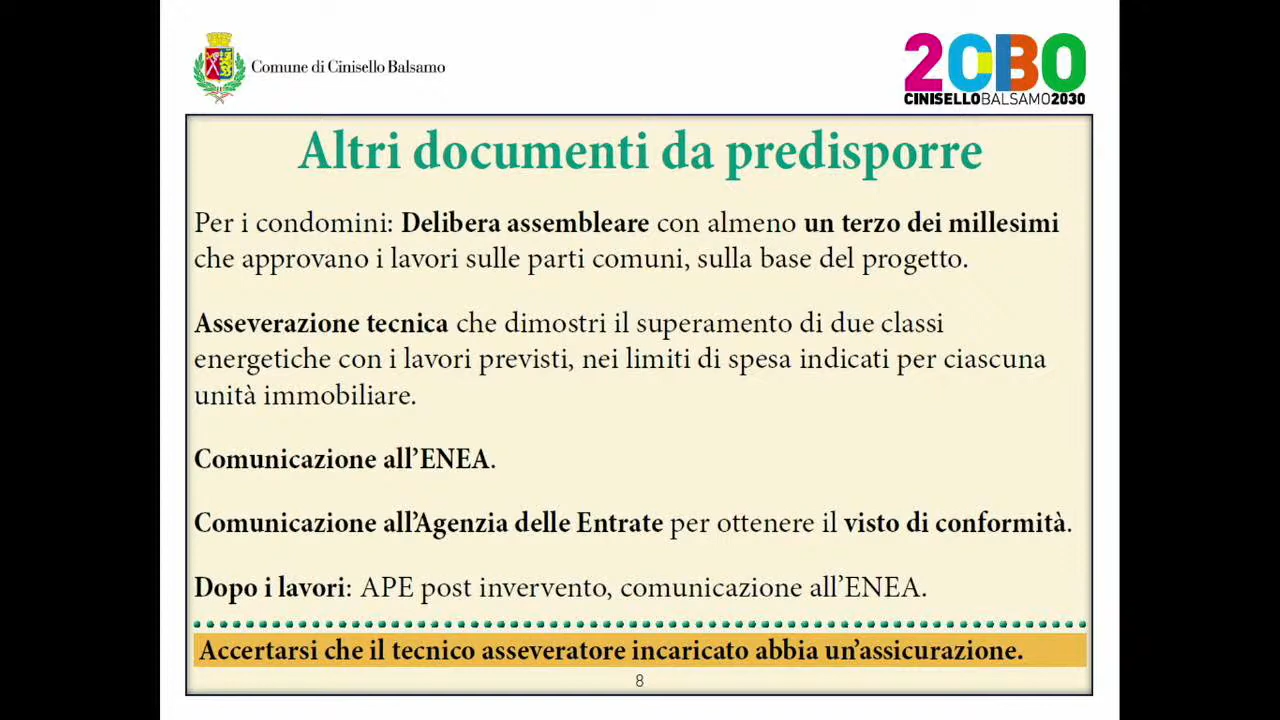 Comune di Cinisello Balsamo
2CBO
CINISELLOBALSAMO2030
Altri documenti da predisporre
Per i condomini: Delibera assembleare con almeno un terzo dei millesimi
che approvano i lavori sulle parti comuni, sulla base del progetto.
Asseverazione tecnica che dimostri il superamento di due classi
energetiche con i lavori previsti, nei limiti di spesa indicati per ciascuna
unità immobiliare.
Comunicazione all'ENEA.
Comunicazione all'Agenzia delle Entrate per ottenere il visto di conformità.
Dopo i lavori: APE post invervento, comunicazione all'ENEA.
Accertarsi che il tecnico asseveratore incaricato abbia un'assicurazione.
8